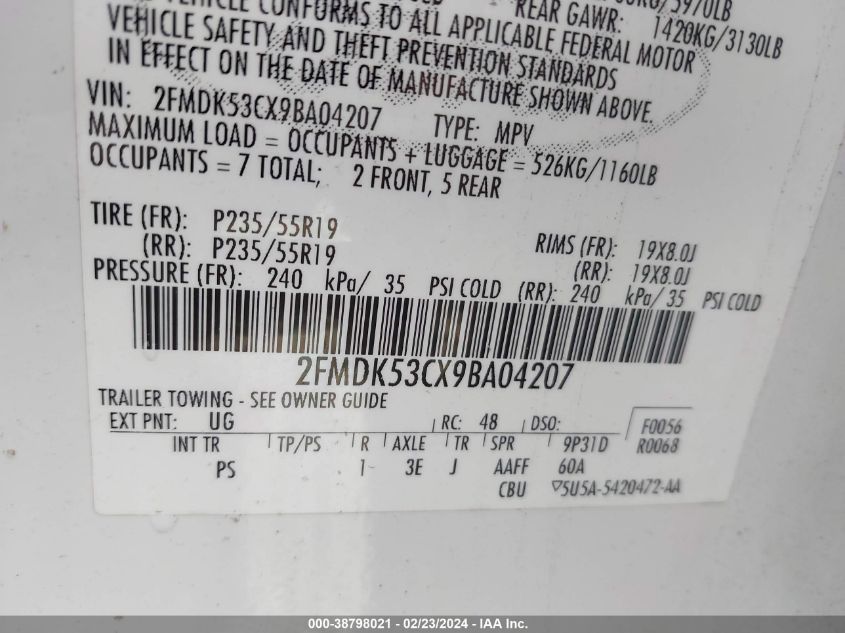 REAR GAWR: 1420KG/3130LB
VEHICLE CONFORMS TO ALL APPLICABLE FEDERAL MOTOR
VEHICLE SAFETY AND THEFT PREVENTION STANDARDS
IN EFFECT ON THE DATE OF MANUFACTURE SHOWN ABOVE.
VIN: 2FMDK53CX9BA04207 TYPE: MPV
MAXIMUM LOAD = OCCUPANTS + LUGGAGE = 526KG/1160LB
OCCUPANTS = 7 TOTAL; 2 FRONT, 5 REAR
TIRE (FR): P235/55R19 RIMS (FR): 19X8.0J
(RR): P235/55R19 (RR): 19X8.0J
PRESSURE (FR): 240 kPa/ 35 PSI COLD (RR): 240 kPa/ 35 PSI COLD
2FMDK53CX9BA04207
TRAILER TOWING - SEE OWNER GUIDE
EXT PNT: UG RC: 48 DSO: F0056
INT TR TP/PS R AXLE TR SPR 9P31D R0068
PS 1 3E J AAFF 60A
CBU ▽5U5A-5420472-AA
000-38798021 - 02/23/2024 - IAA Inc.